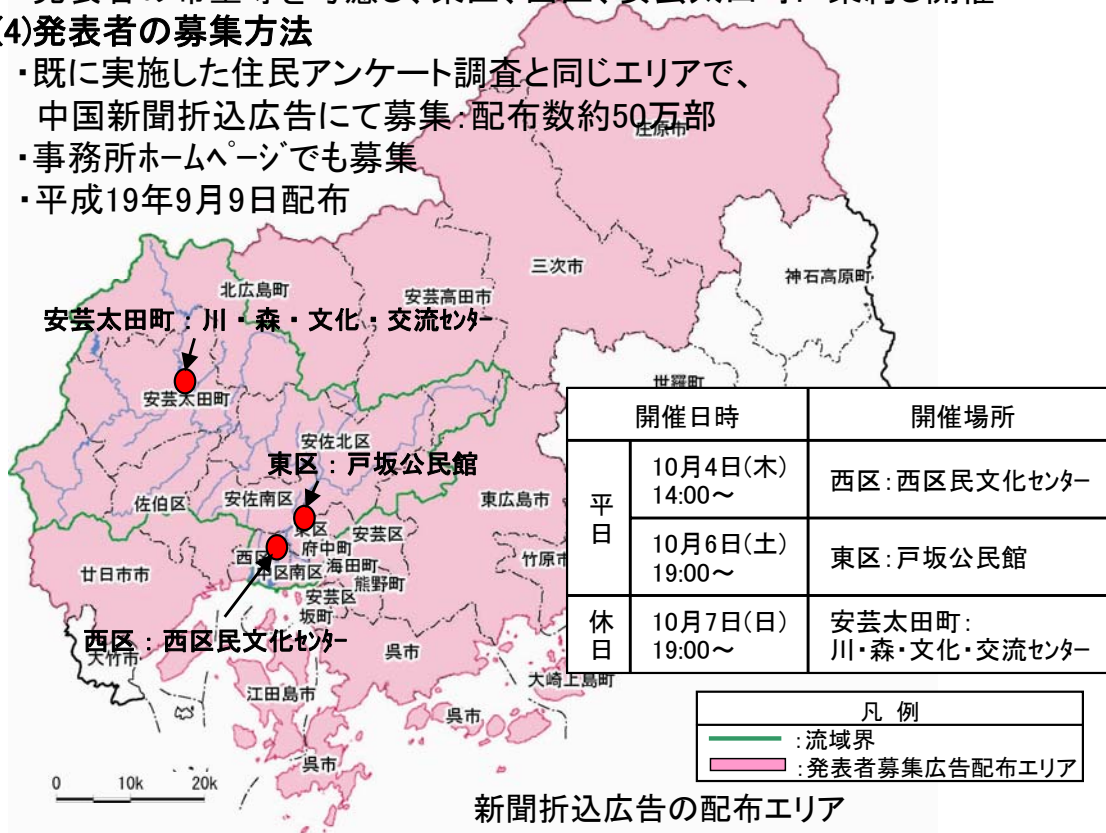 (4)発表者の募集方法
・既に実施した住民アンケート調査と同じエリアで、
中国新聞折込広告にて募集:配布数約50万部
・事務所ホームページでも募集
・平成19年9月9日配布
庄原市
三次市
神石高原町
北広島町
安芸高田市
安芸太田町:川・森・文化・交流センター
世羅町
安芸太田町
安佐北区
東区:戸坂公民館
佐伯区
安佐南区
東広島市
東区
安芸区
西区
府中町
中区南区
海田町
竹原市
廿日市市
熊野町
安芸区
坂町
西区:西区民文化センター
大竹市
呉市
大崎上島町
江田島市
呉市
呉市
開催日時 開催場所
平日
10月4日(木)
14:00~
西区:西区民文化センター
10月6日(土)
19:00~
東区:戸坂公民館
休日
10月7日(日)
19:00~
安芸太田町:
川・森・文化・交流センター
凡 例
:流域界
:発表者募集広告配布エリア
0 10k 20k
新聞折込広告の配布エリア